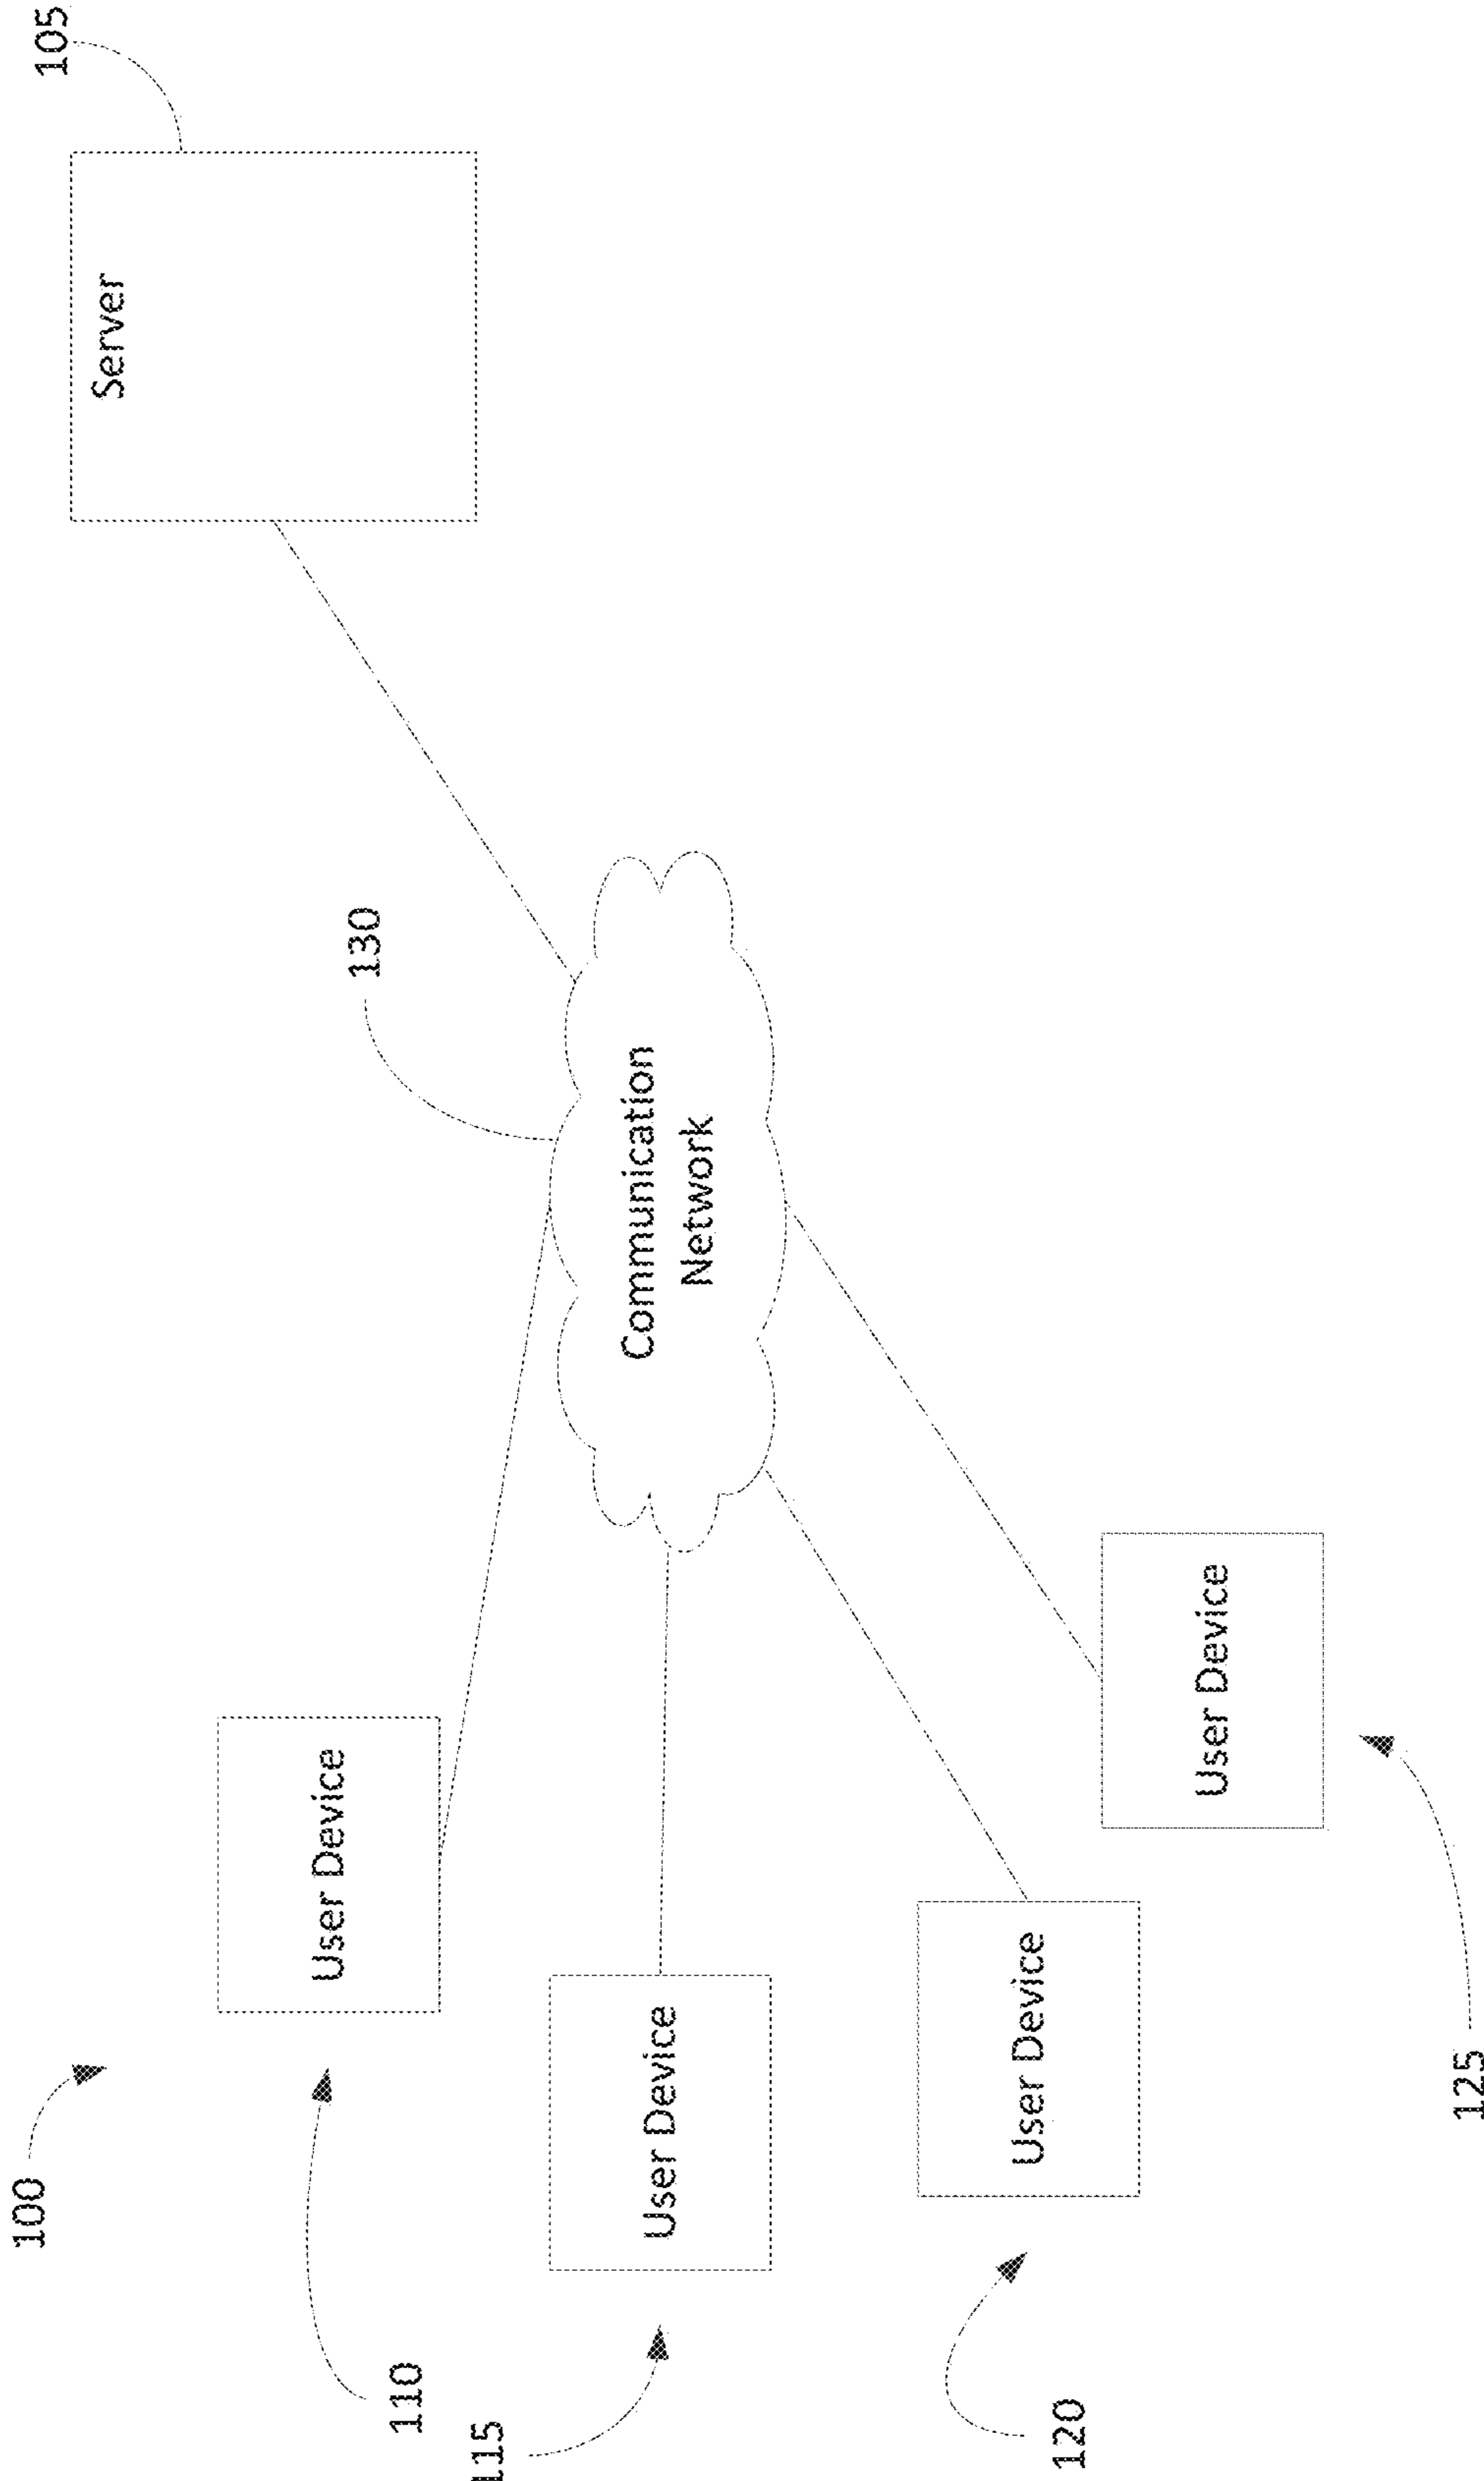 100
110
User Device
115
User Device
120
User Device
125
User Device
130
Communication
Network
105
Server